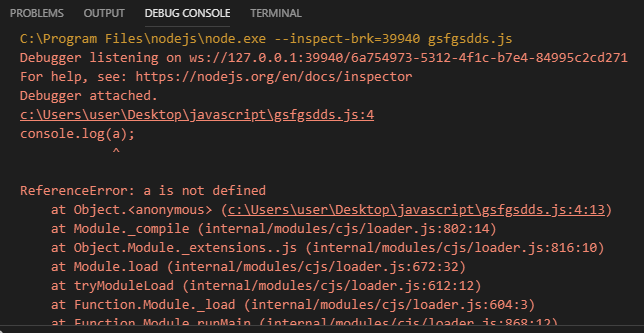 PROBLEMS OUTPUT DEBUG CONSOLE TERMINAL
C:\Program Files\nodejs\node.exe --inspect-brk=39940 gsfgsdds.js
Debugger listening on ws://127.0.0.1:39940/6a754973-5312-4f1c-b7e4-84995c2cd271
For help, see: https://nodejs.org/en/docs/inspector
Debugger attached.
c:\Users\user\Desktop\javascript\gsfgsdds.js:4
console.log(a);
            ^
ReferenceError: a is not defined
    at Object.<anonymous> (c:\Users\user\Desktop\javascript\gsfgsdds.js:4:13)
    at Module._compile (internal/modules/cjs/loader.js:802:14)
    at Object.Module._extensions..js (internal/modules/cjs/loader.js:816:10)
    at Module.load (internal/modules/cjs/loader.js:672:32)
    at tryModuleLoad (internal/modules/cjs/loader.js:612:12)
    at Function.Module._load (internal/modules/cjs/loader.js:604:3)
    at Function.Module.runMain (internal/modules/cjs/loader.js:868:12)